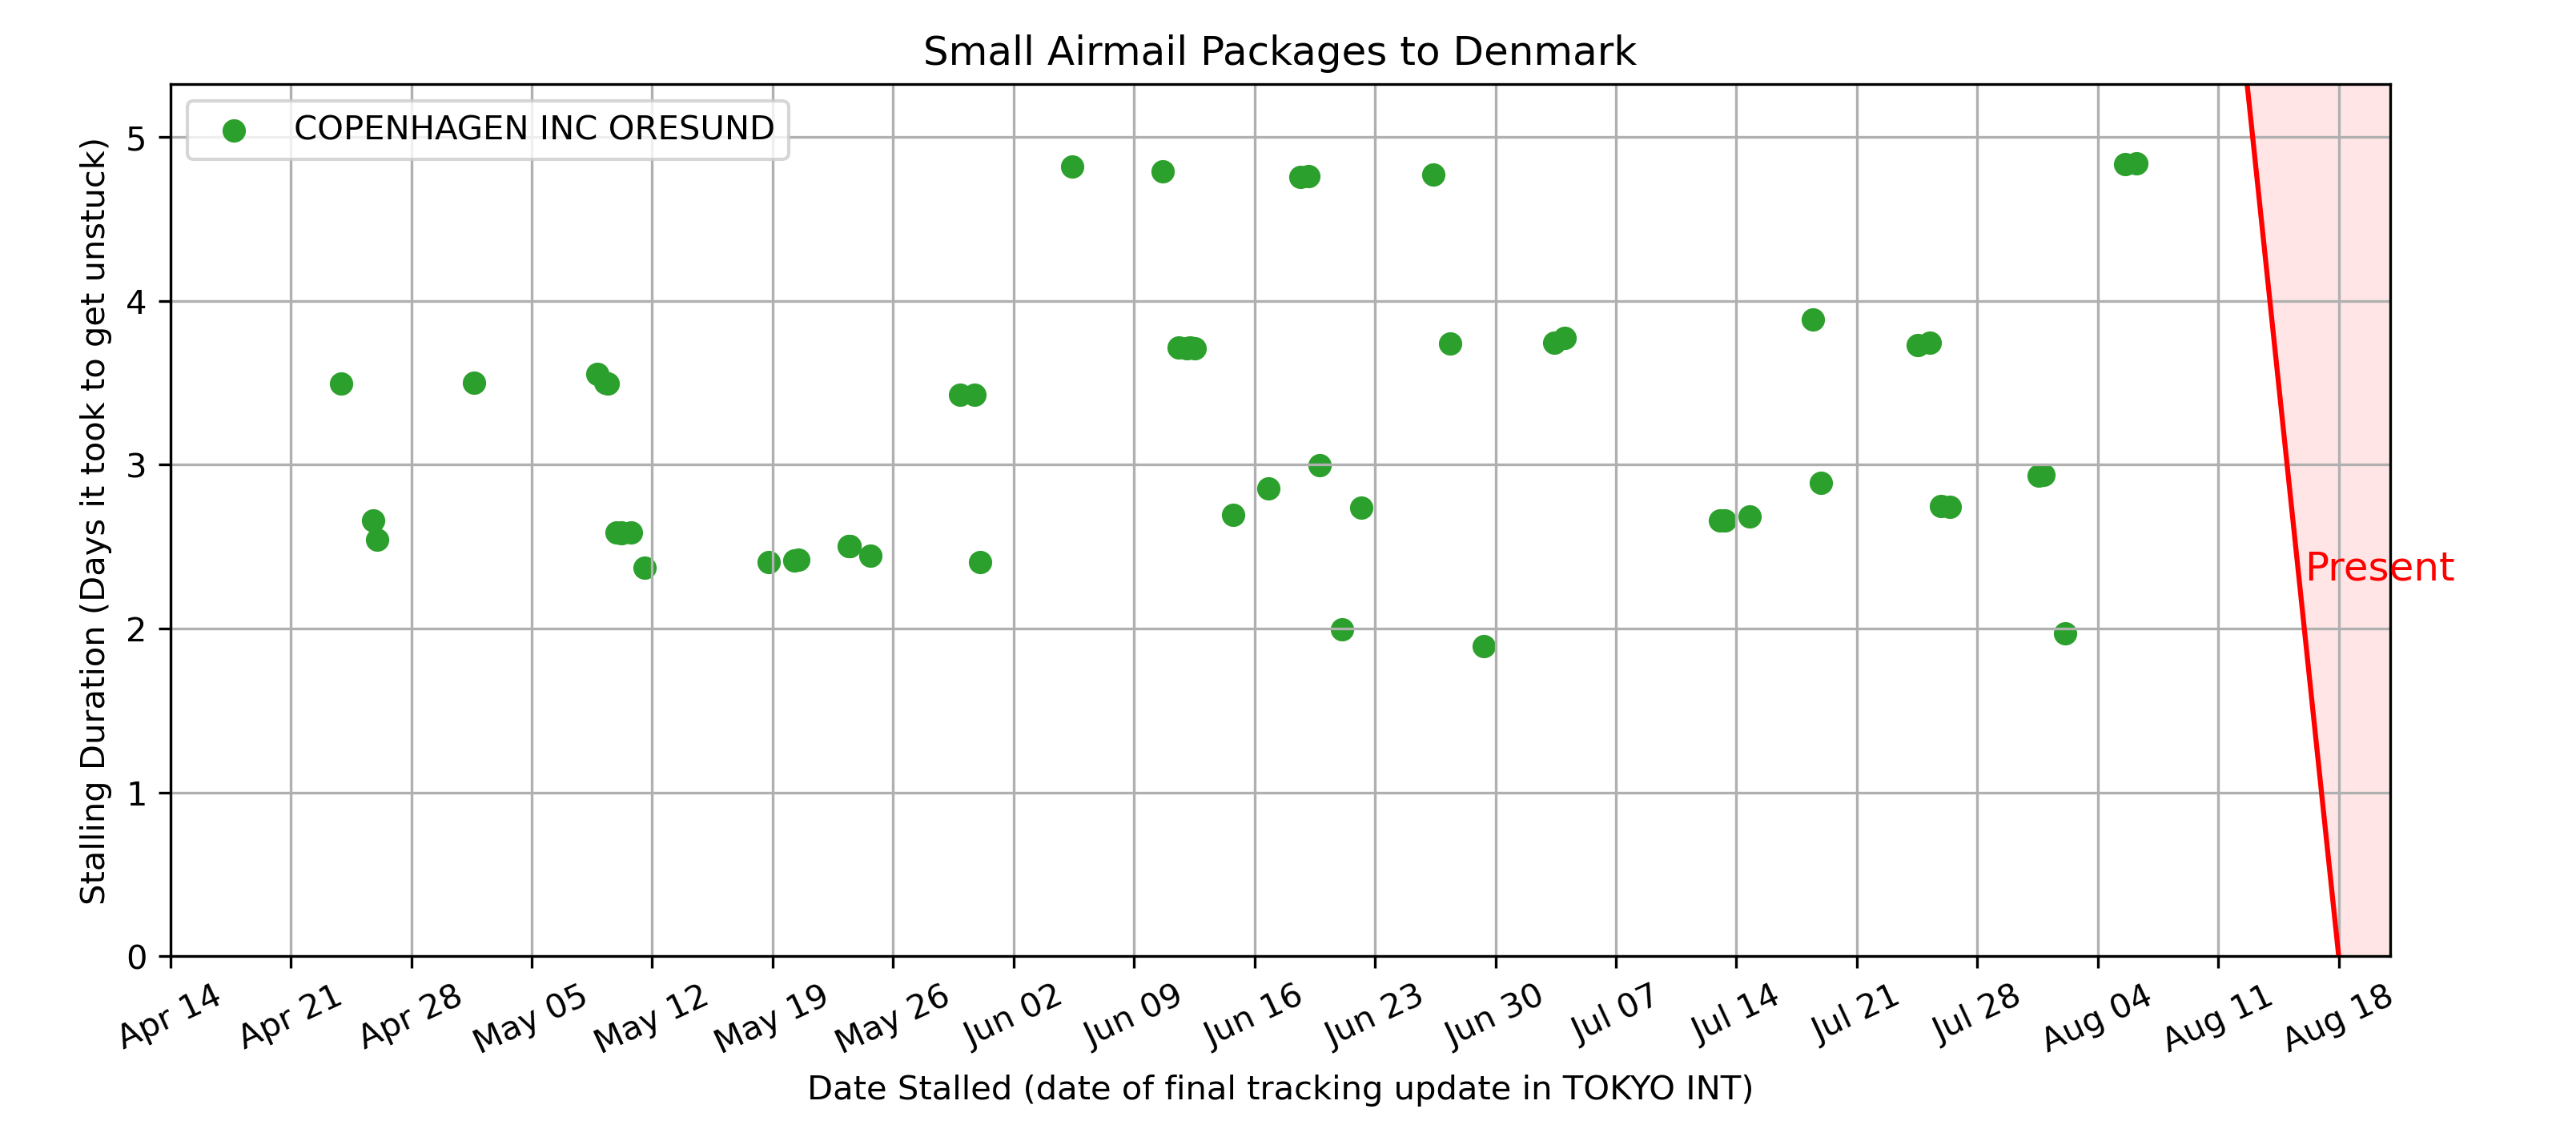 Small Airmail Packages to Denmark
COPENHAGEN INC ORESUND
Stalling Duration (Days it took to get unstuck)
5
4
3
2
1
0
Present
Apr 14
Apr 21
Apr 28
May 05
May 12
May 19
May 26
Jun 02
Jun 09
Jun 16
Jun 23
Jun 30
Jul 07
Jul 14
Jul 21
Jul 28
Aug 04
Aug 11
Aug 18
Date Stalled (date of final tracking update in TOKYO INT)